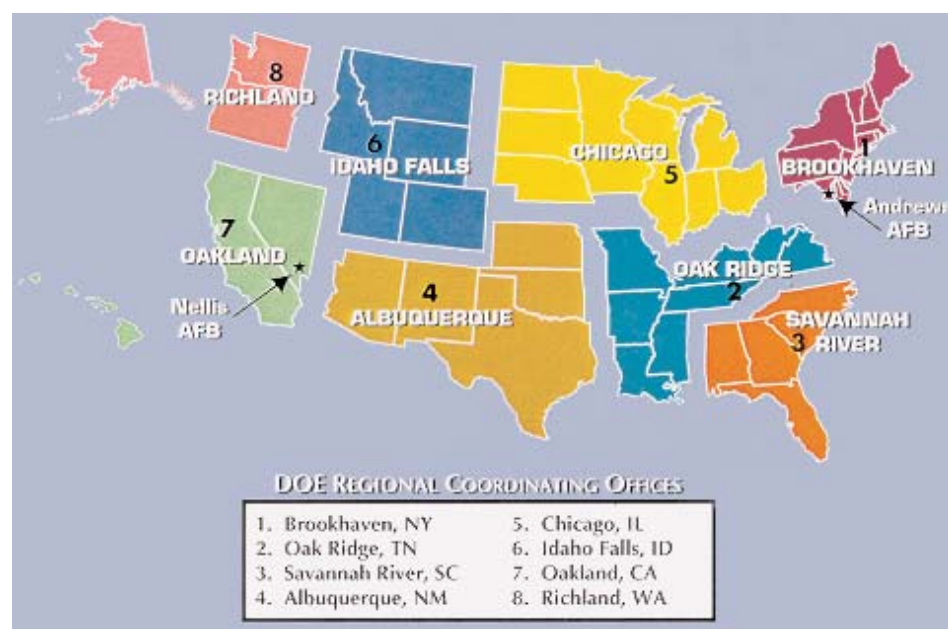 8
RICHLAND
6
IDAHO FALLS
CHICAGO
5
1
BROOKHAVEN
Andrews
AFB
7
OAKLAND
Nellis
AFB
4
ALBUQUERQUE
OAK RIDGE
2
SAVANNAH
3 RIVER
DOE REGIONAL COORDINATING OFFICES
1. Brookhaven, NY
2. Oak Ridge, TN
3. Savannah River, SC
4. Albuquerque, NM
5. Chicago, IL
6. Idaho Falls, ID
7. Oakland, CA
8. Richland, WA